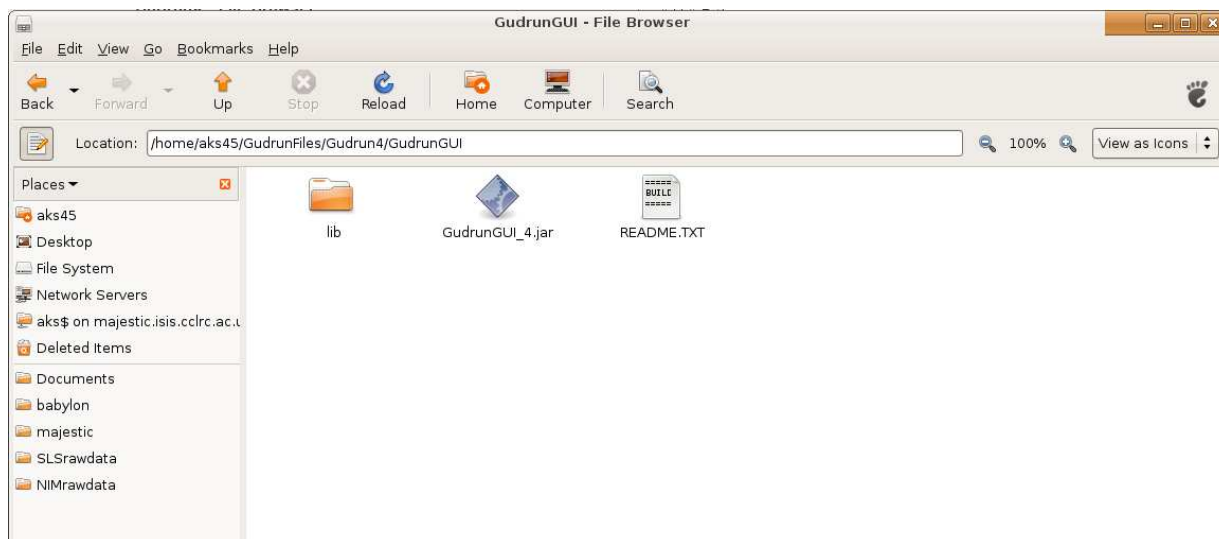 GudrunGUI - File Browser
File Edit View Go Bookmarks Help
Back Forward Up Stop Reload Home Computer Search
Location: /home/aks45/GudrunFiles/Gudrun4/GudrunGUI 100% View as Icons
Places
aks45
Desktop
File System
Network Servers
aks$ on majestic.isis.cclrc.ac.u
Deleted Items
Documents
babylon
majestic
SLSrawdata
NIMrawdata
BUILD
lib GudrunGUI_4.jar README.TXT